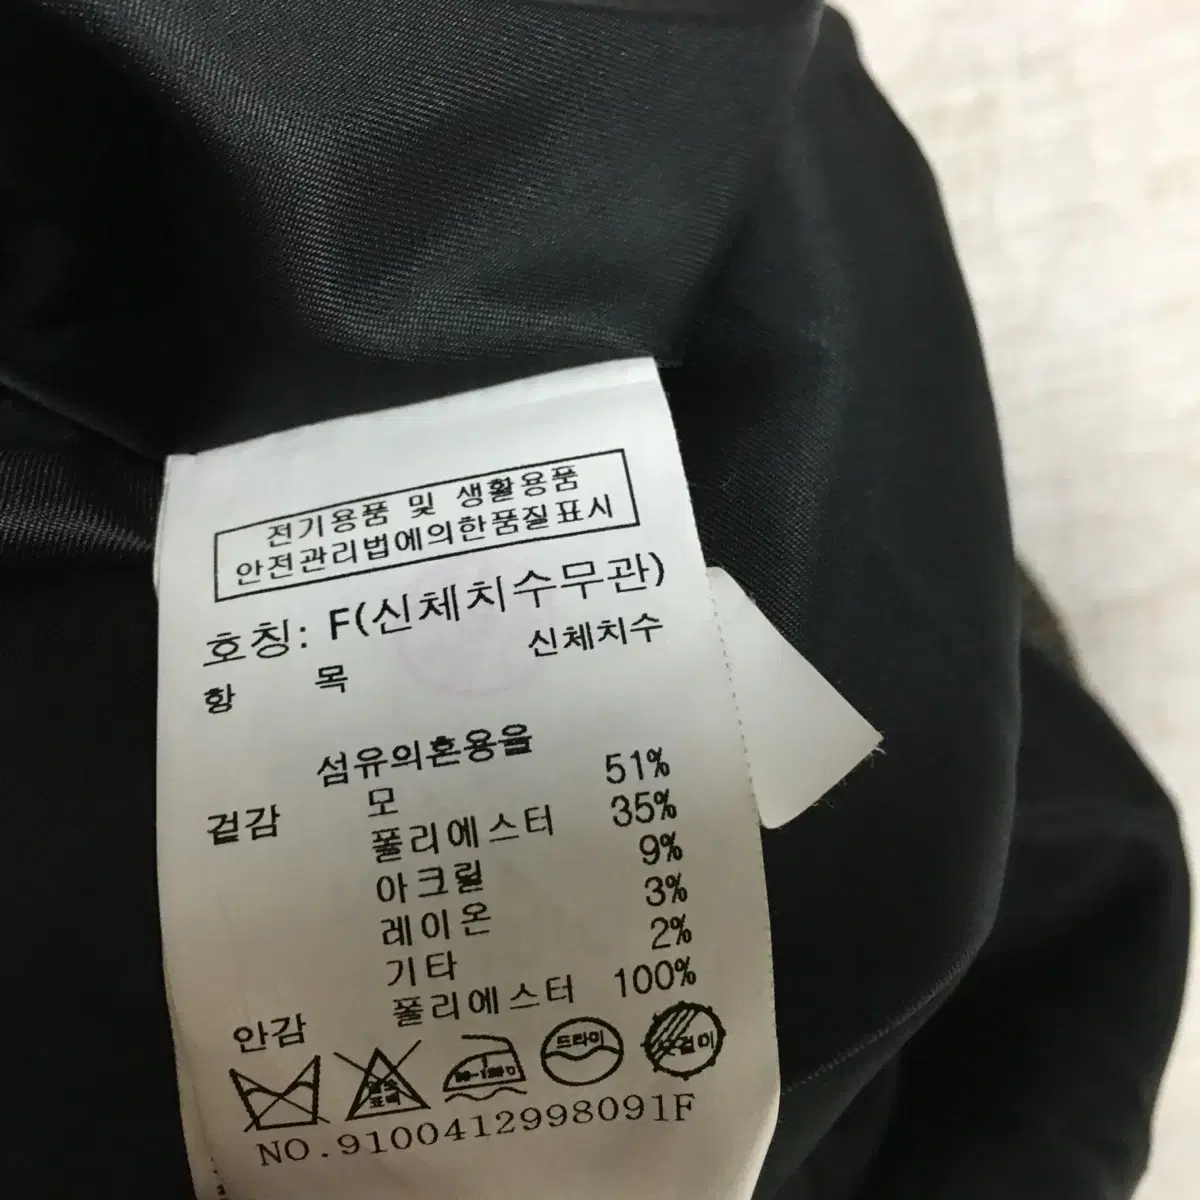 전기용품 및 생활용품
안전관리법에의한품질표시
호칭: F(신체치수무관)
항 목 신체치수
섬유의혼용율
겉감 모 51%
폴리에스터 35%
아크릴 9%
레이온 3%
기타 2%
안감 폴리에스터 100%
드라이
NO.9100412998091F